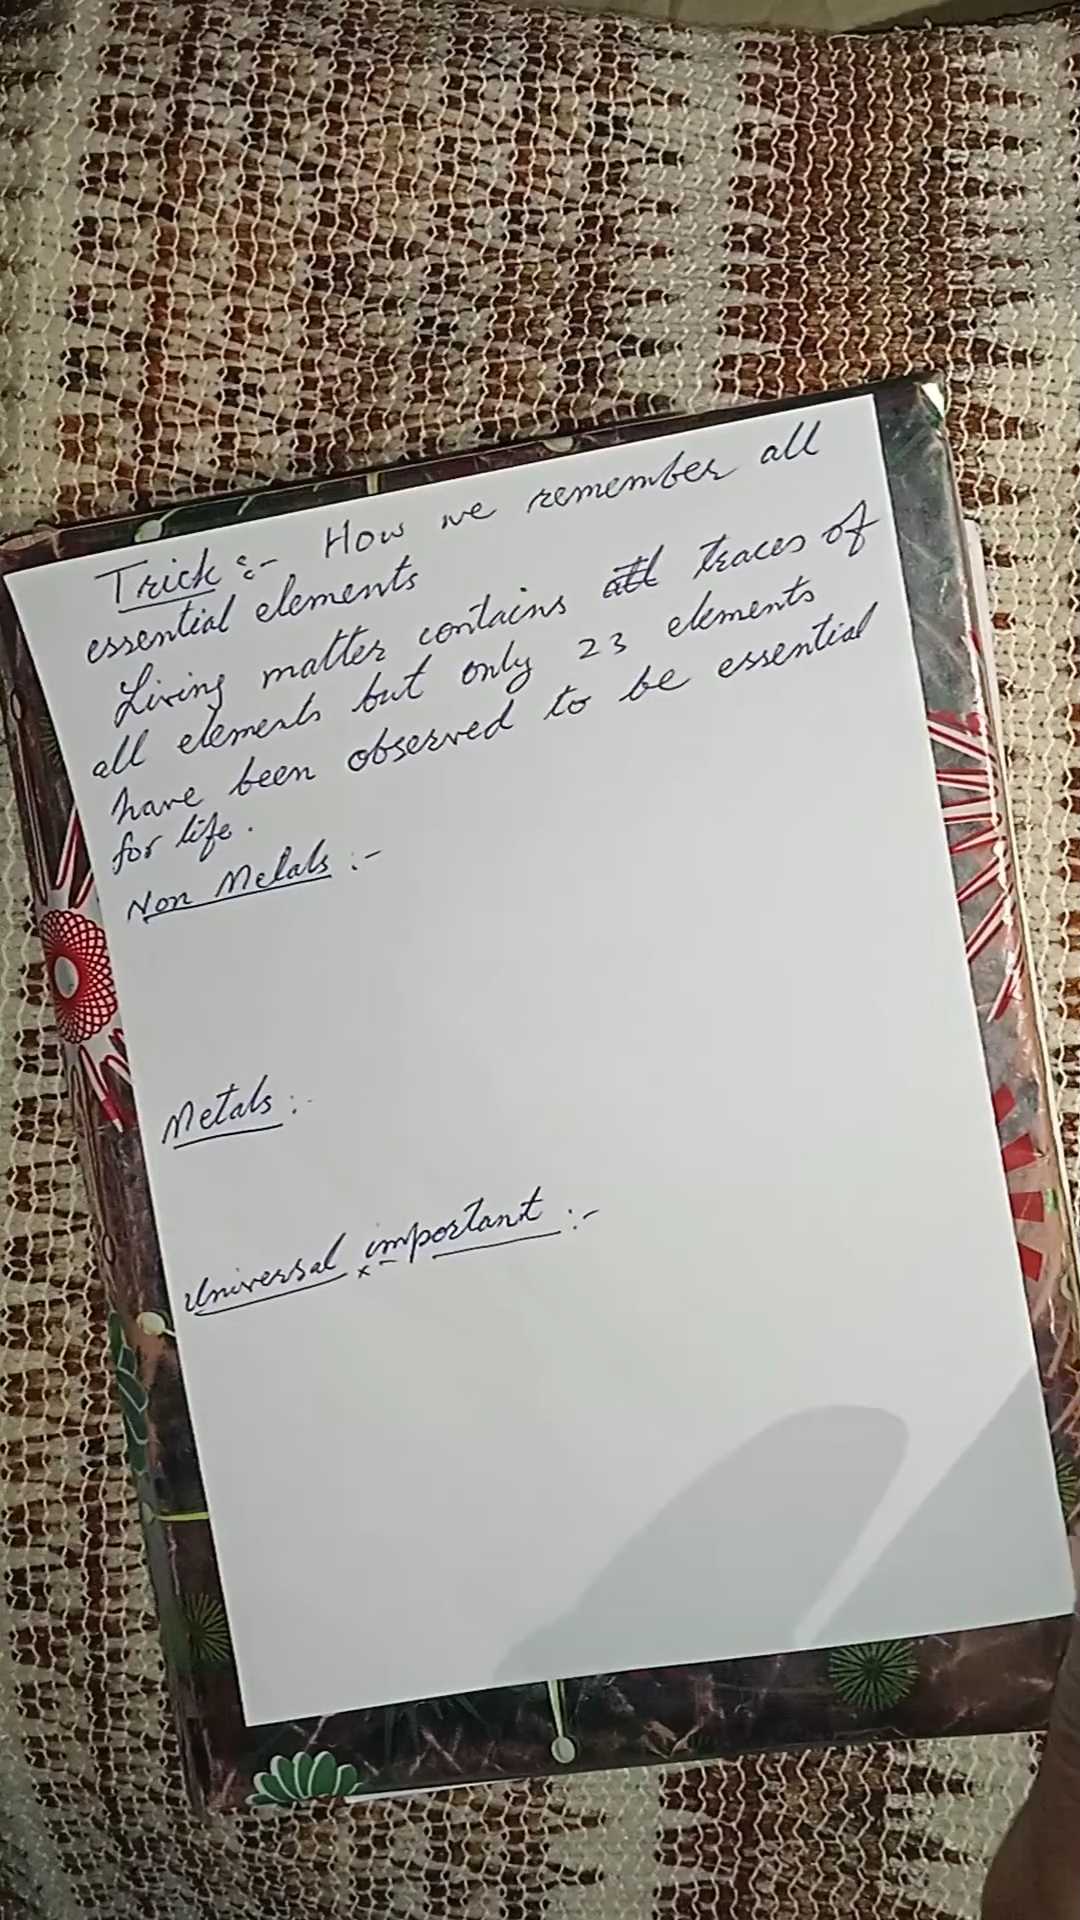 Trick :- How we remember all
essential elements
Living matter contains all traces of
all elements but only 23 elements
have been observed to be essential
for life.
Non Metals :-
Metals :-
Universal important :-